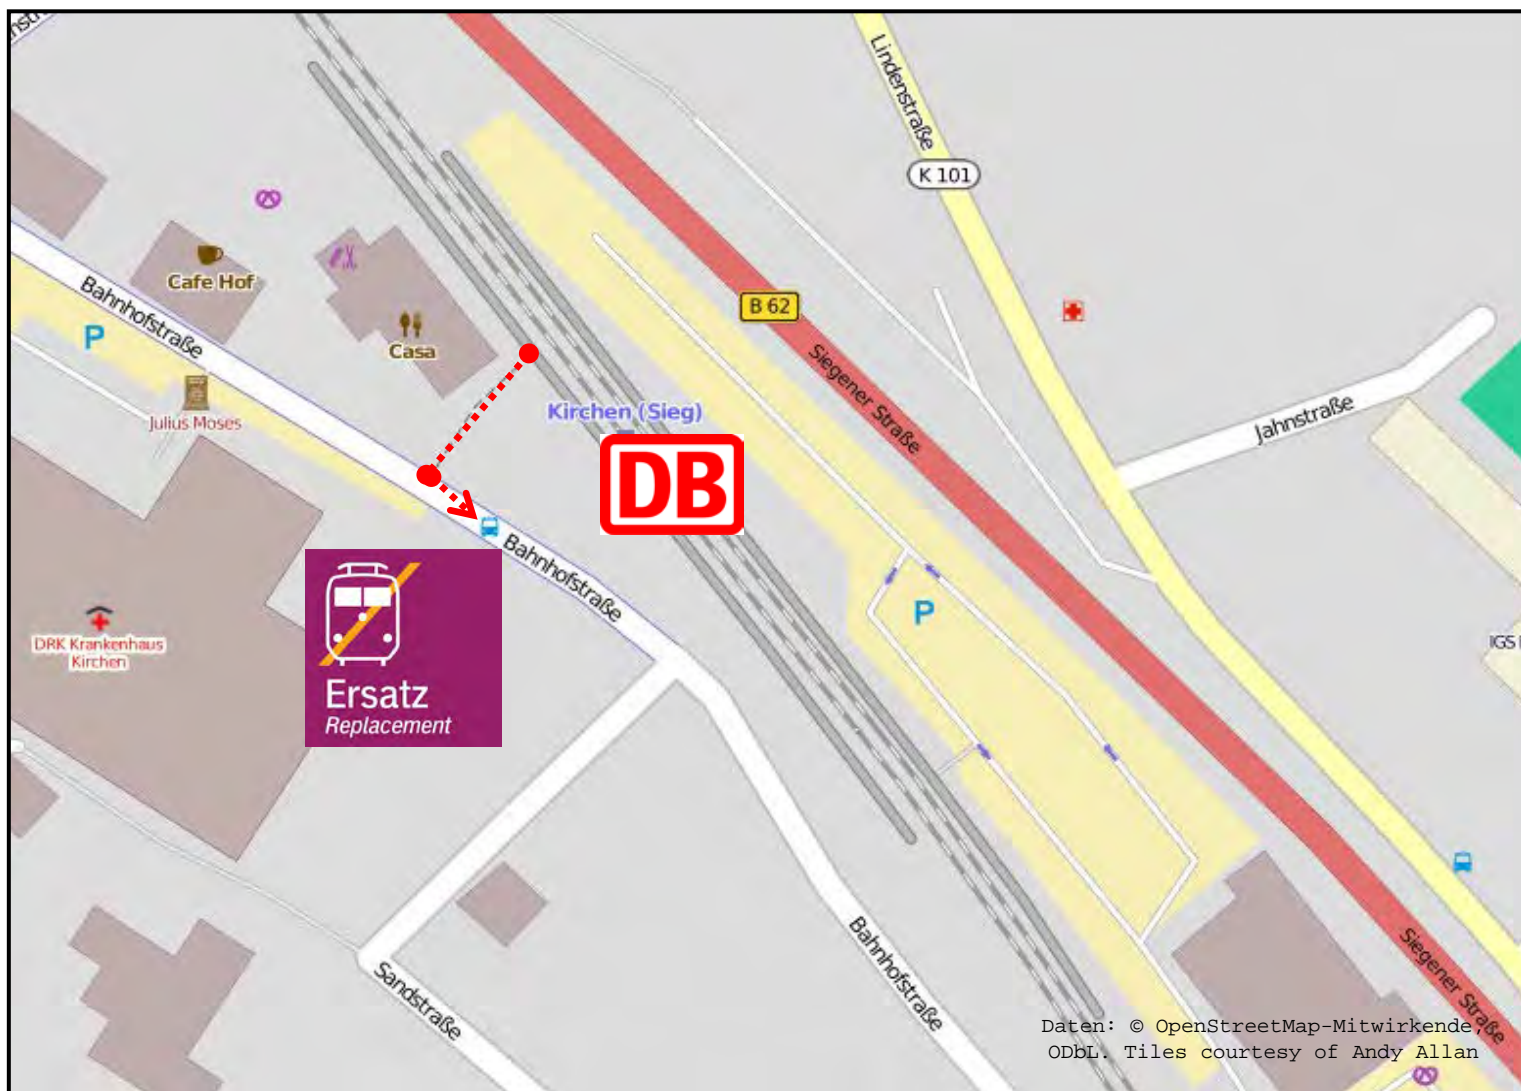 Lindenstraße
K 101
Cafe Hof
Bahnhofstraße
P
Casa
B 62
Julius Moses
Kirchen (Sieg)
Siegener Straße
Jahnstraße
DB
Bahnhofstraße
P
DRK Krankenhaus
Kirchen
IGS
Ersatz
Replacement
Bahnhofstraße
Sandstraße
Siegener Straße
Daten: © OpenStreetMap-Mitwirkende,
ODbL. Tiles courtesy of Andy Allan